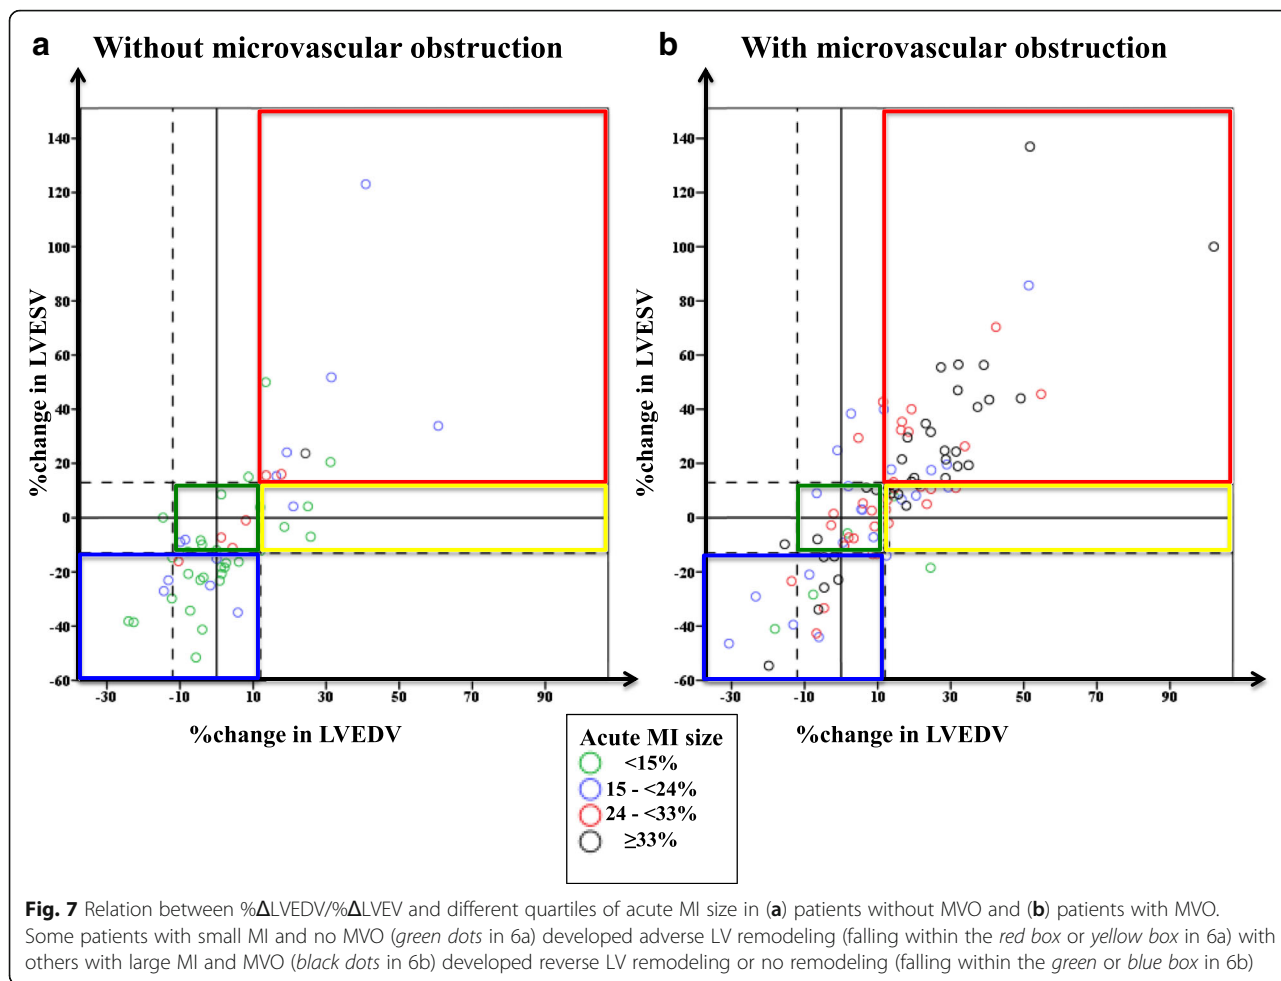 a Without microvascular obstruction
b With microvascular obstruction
%change in LVESV
140
120
100
80
60
40
20
0
-20
-40
-60
-30 -10 10 30 50 70 90
%change in LVEDV
%change in LVESV
140
120
100
80
60
40
20
0
-20
-40
-60
-30 -10 10 30 50 70 90
%change in LVEDV
Acute MI size
<15%
15 - <24%
24 - <33%
≥33%
Fig. 7 Relation between %ΔLVEDV/%ΔLVEV and different quartiles of acute MI size in (a) patients without MVO and (b) patients with MVO.
Some patients with small MI and no MVO (green dots in 6a) developed adverse LV remodeling (falling within the red box or yellow box in 6a) with
others with large MI and MVO (black dots in 6b) developed reverse LV remodeling or no remodeling (falling within the green or blue box in 6b)